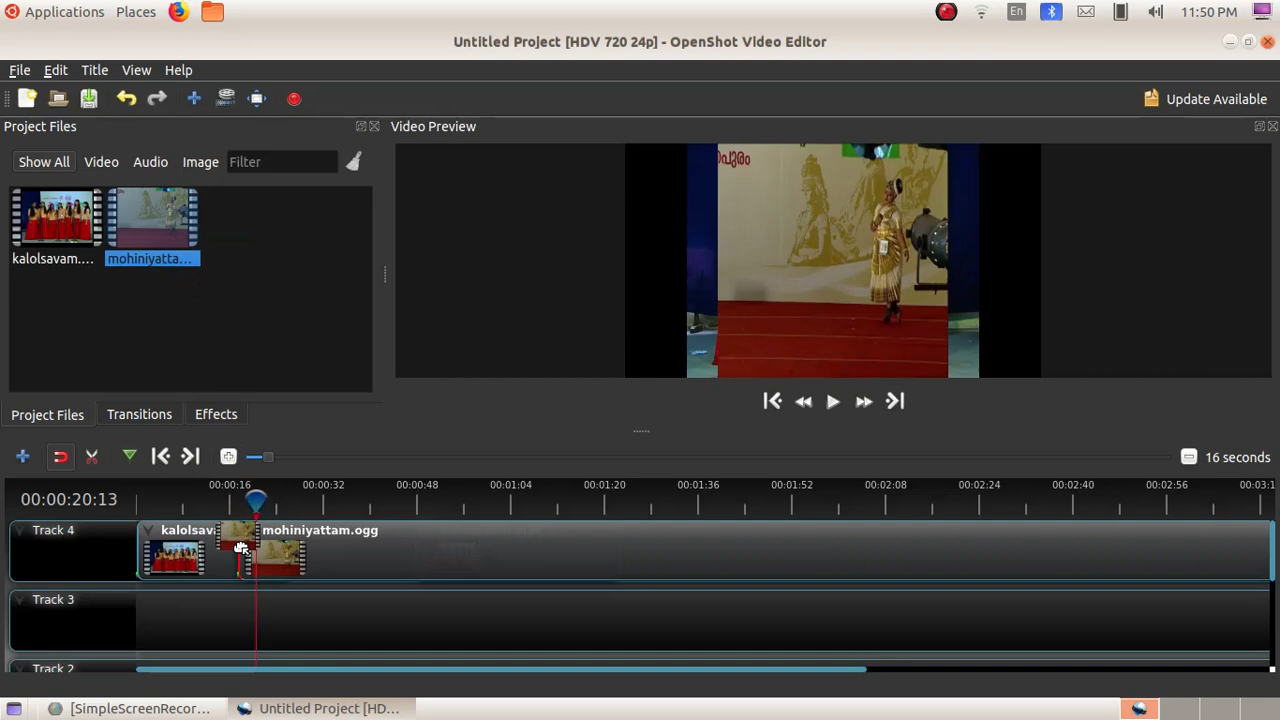 Applications Places En 11:50 PM
Untitled Project [HDV 720 24p] - OpenShot Video Editor
File Edit Title View Help
Update Available
Project Files Video Preview
Show All Video Audio Image Filter
പുരം
kalolsavam.... mohiniyatta...
Project Files Transitions Effects
16 seconds
00:00:20:13
00:00:16 00:00:32 00:00:48 00:01:04 00:01:20 00:01:36 00:01:52 00:02:08 00:02:24 00:02:40 00:02:56 00:03:1
Track 4 kalolsav mohiniyattam.ogg
Track 3
Track 2
[SimpleScreenRecor... Untitled Project [HD...